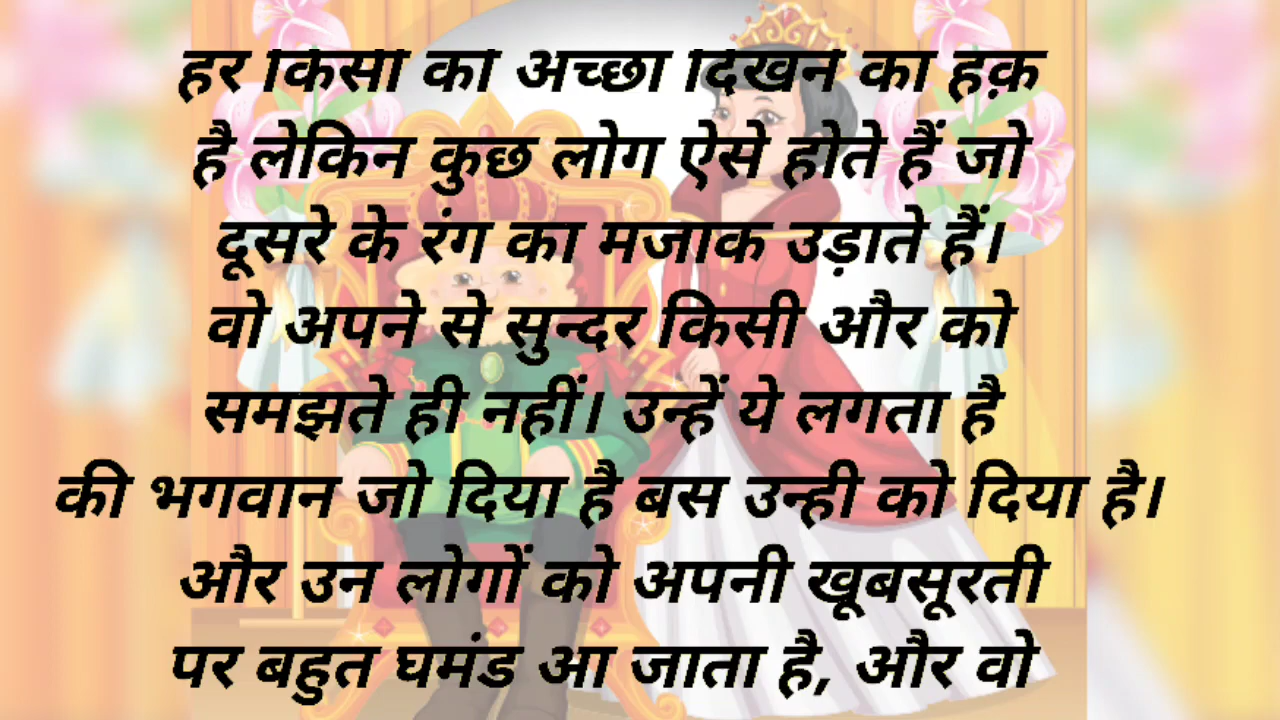 हर किसी को अच्छा दिखने का हक़
है लेकिन कुछ लोग ऐसे होते हैं जो
दूसरे के रंग का मजाक उड़ाते हैं।
वो अपने से सुन्दर किसी और को
समझते ही नहीं। उन्हें ये लगता है
की भगवान जो दिया है बस उन्ही को दिया है।
और उन लोगों को अपनी खूबसूरती
पर बहुत घमंड आ जाता है, और वो